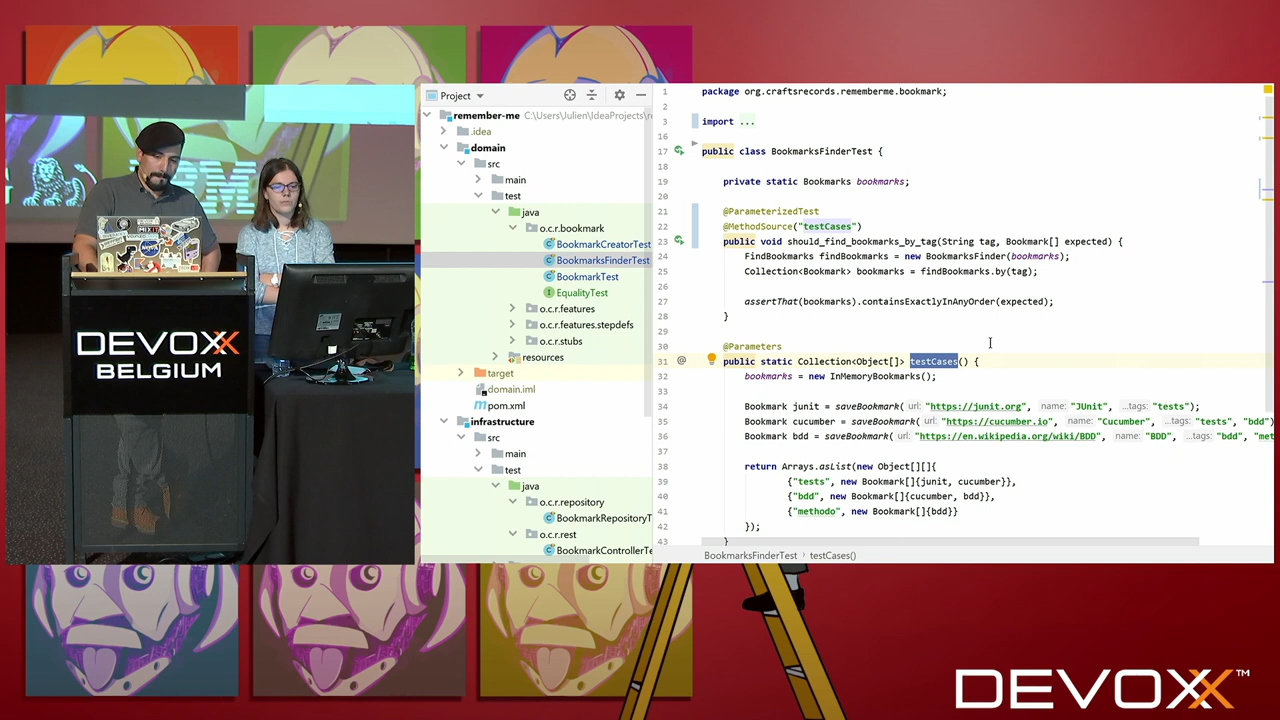 DEVOXX
BELGIUM
Project
remember-me C:\Users\Julien\IdeaProjects\re
.idea
domain
src
main
test
java
o.c.r.bookmark
BookmarkCreatorTest
BookmarksFinderTest
BookmarkTest
EqualityTest
o.c.r.features
o.c.r.features.stepdefs
o.c.r.stubs
resources
target
domain.iml
pom.xml
infrastructure
src
main
test
java
o.c.r.repository
BookmarkRepositoryT
o.c.r.rest
BookmarkControllerTe
1 package org.craftsrecords.rememberme.bookmark;
2
3 import ...
16
17 public class BookmarksFinderTest {
18
19 private static Bookmarks bookmarks;
20
21 @ParameterizedTest
22 @MethodSource("testCases")
23 public void should_find_bookmarks_by_tag(String tag, Bookmark[] expected) {
24 FindBookmarks findBookmarks = new BookmarksFinder(bookmarks);
25 Collection<Bookmark> bookmarks = findBookmarks.by(tag);
26
27 assertThat(bookmarks).containsExactlyInAnyOrder(expected);
28 }
29
30 @Parameters
31 @ public static Collection<Object[]> testCases() {
32 bookmarks = new InMemoryBookmarks();
33
34 Bookmark junit = saveBookmark( url: "https://junit.org", name: "JUnit", ...tags: "tests");
35 Bookmark cucumber = saveBookmark( url: "https://cucumber.io", name: "Cucumber", ...tags: "tests", "bdd")
36 Bookmark bdd = saveBookmark( url: "https://en.wikipedia.org/wiki/BDD", name: "BDD", ...tags: "bdd", "met
37
38 return Arrays.asList(new Object[][]{
39 {"tests", new Bookmark[]{junit, cucumber}},
40 {"bdd", new Bookmark[]{cucumber, bdd}},
41 {"methodo", new Bookmark[]{bdd}}
42 });
43 }
BookmarksFinderTest › testCases()
DEVOXX™